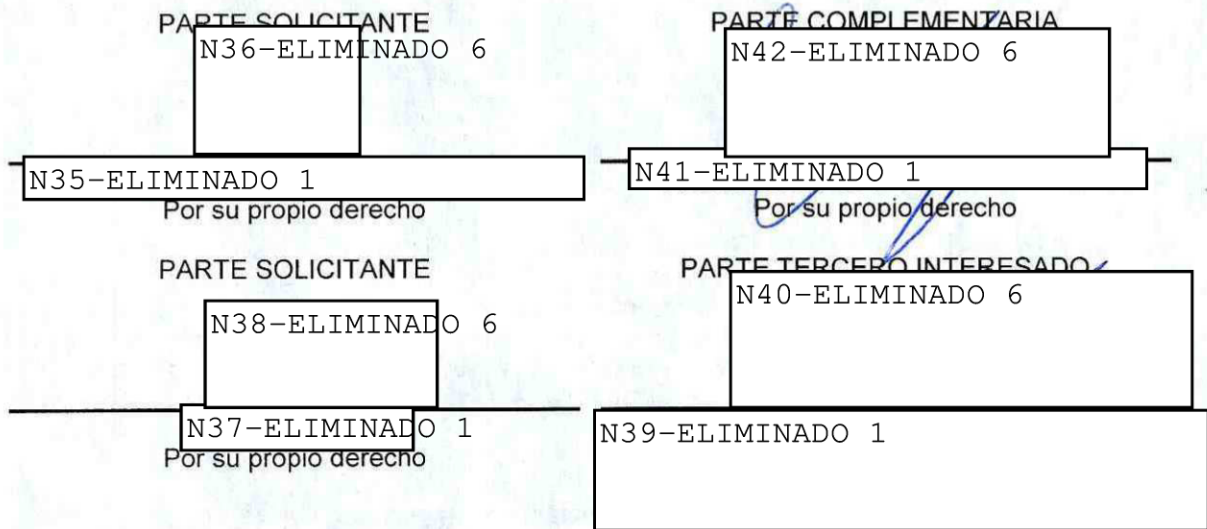 PARTE SOLICITANTE
N36-ELIMINADO 6
N35-ELIMINADO 1
Por su propio derecho
PARTE COMPLEMENTARIA
N42-ELIMINADO 6
N41-ELIMINADO 1
Por su propio derecho
PARTE SOLICITANTE
N38-ELIMINADO 6
N37-ELIMINADO 1
Por su propio derecho
PARTE TERCERO INTERESADO
N40-ELIMINADO 6
N39-ELIMINADO 1